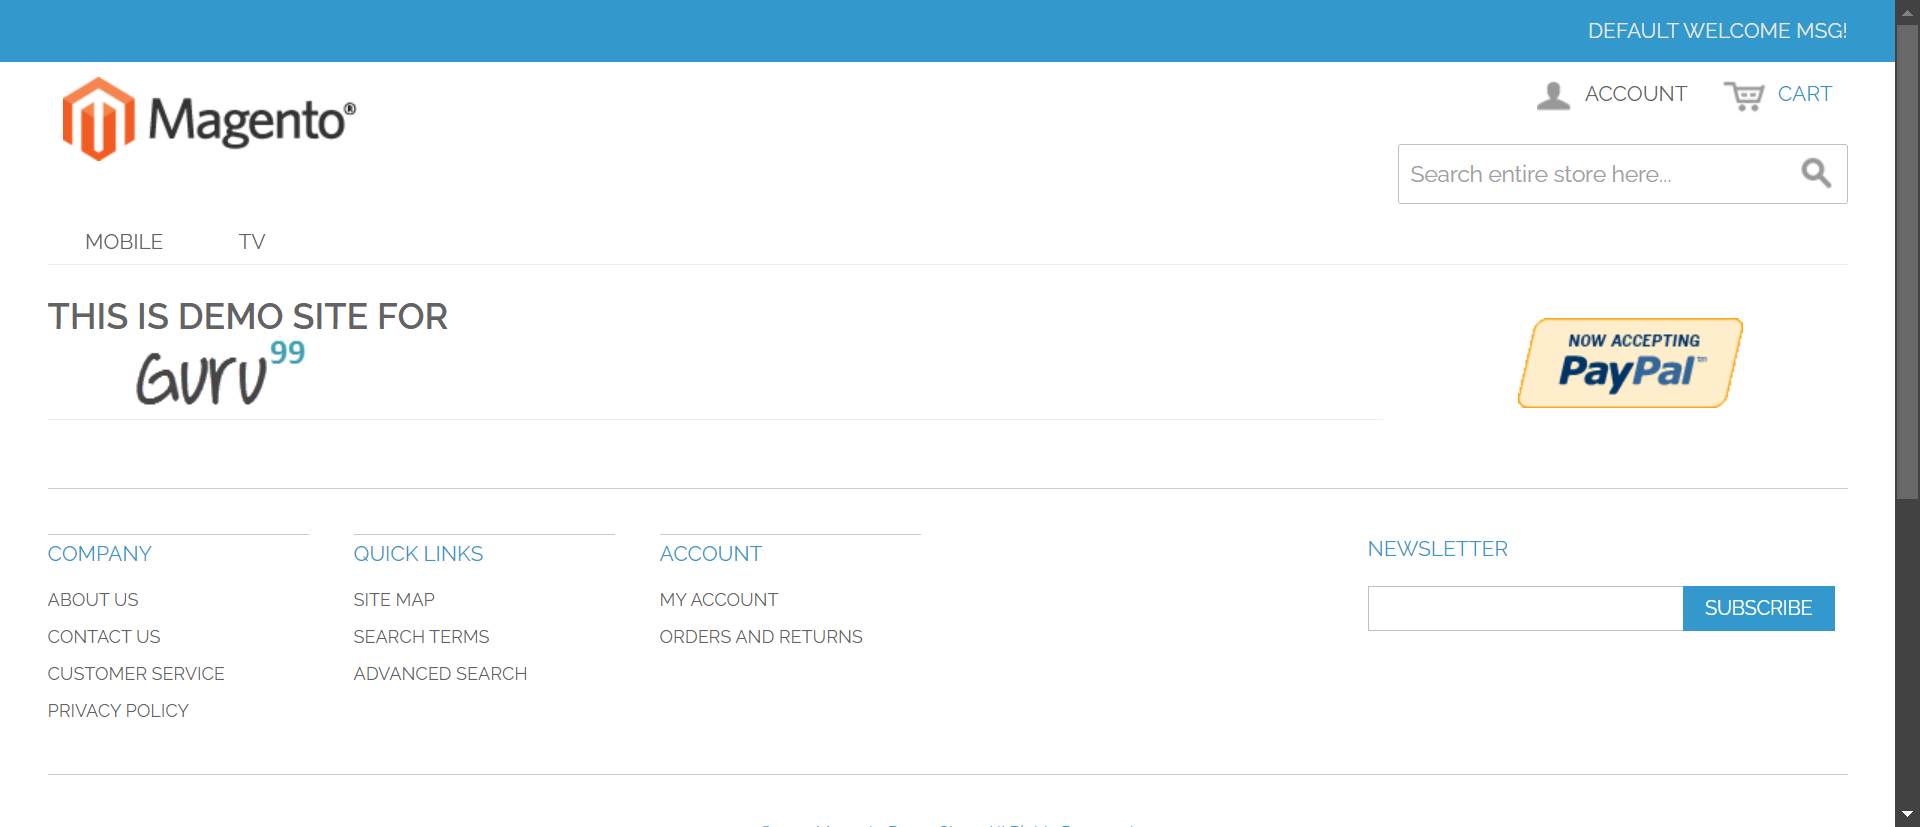 DEFAULT WELCOME MSG!
Magento®
ACCOUNT
CART
Search entire store here...
MOBILE
TV
THIS IS DEMO SITE FOR
Guru99
NOW ACCEPTING
PayPal™
COMPANY
QUICK LINKS
ACCOUNT
NEWSLETTER
ABOUT US
SITE MAP
MY ACCOUNT
SUBSCRIBE
CONTACT US
SEARCH TERMS
ORDERS AND RETURNS
CUSTOMER SERVICE
ADVANCED SEARCH
PRIVACY POLICY